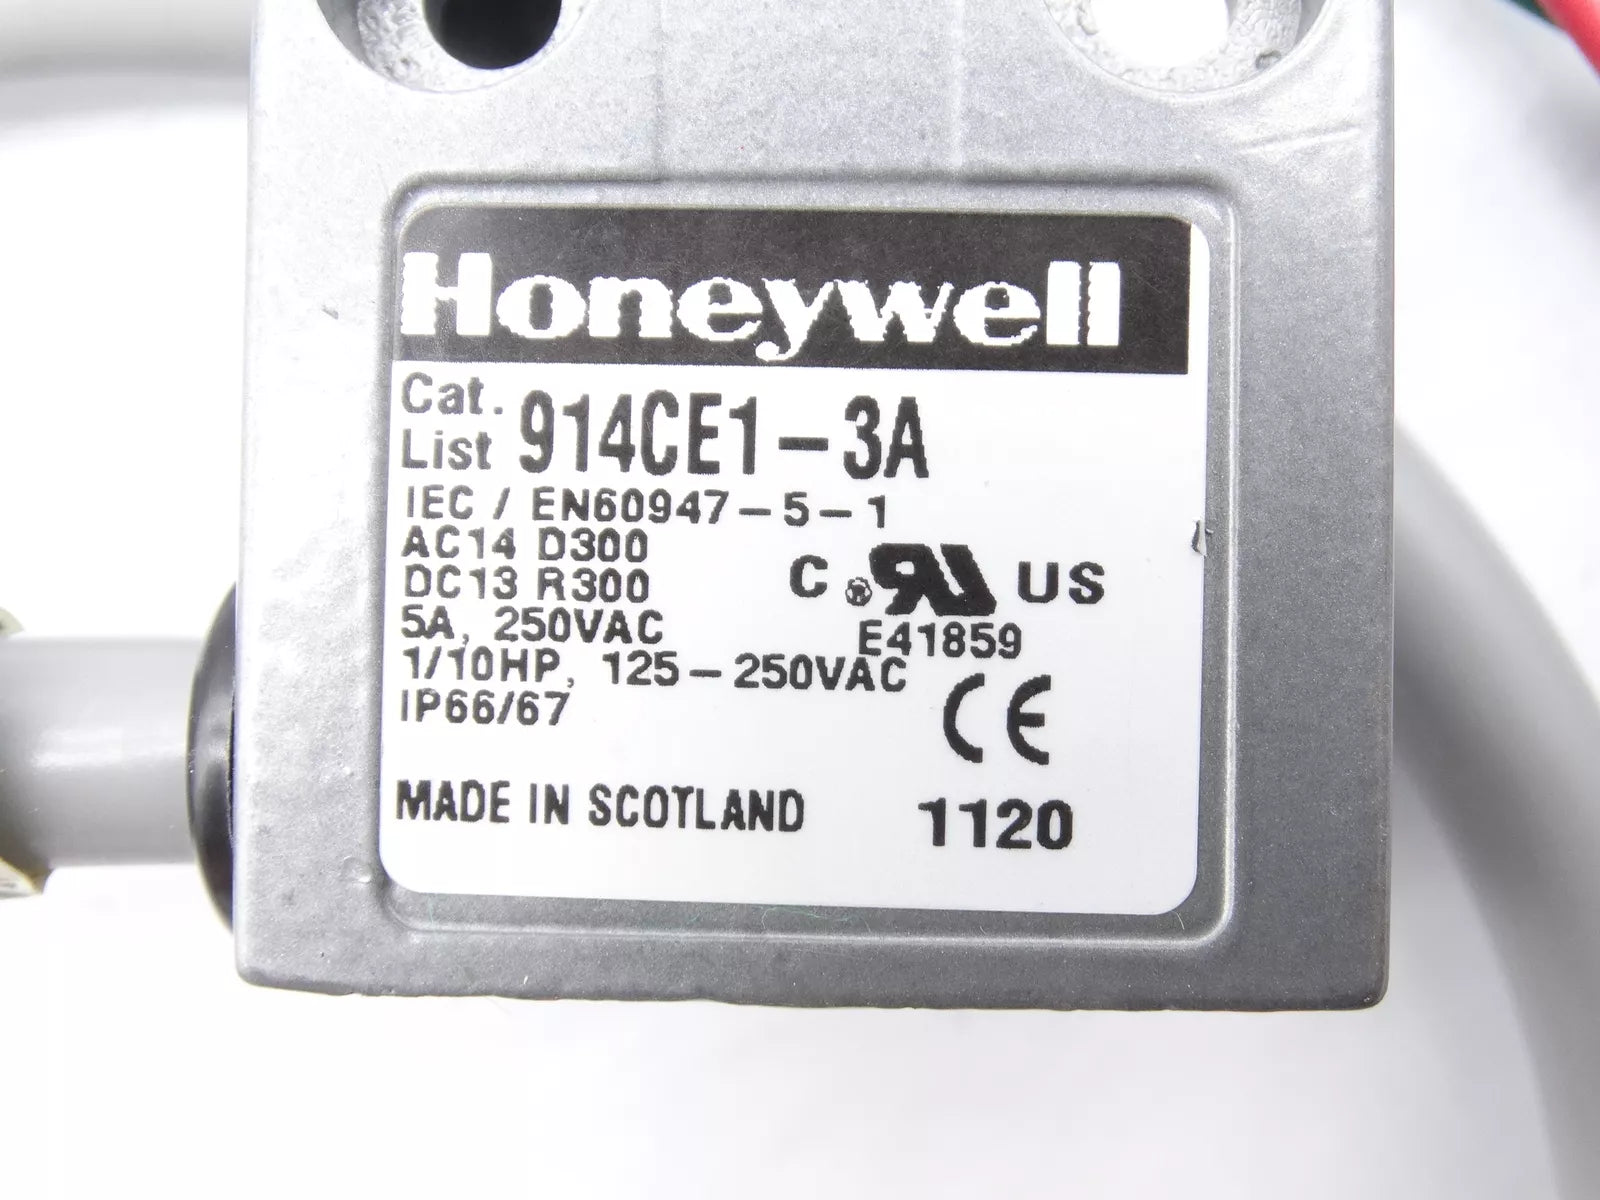 Honeywell
Cat. List 914CE1-3A
IEC / EN60947-5-1
AC14 D300
DC13 R300
5A, 250VAC
C RU US
E41859
1/10HP, 125-250VAC
IP66/67
CE
MADE IN SCOTLAND 1120